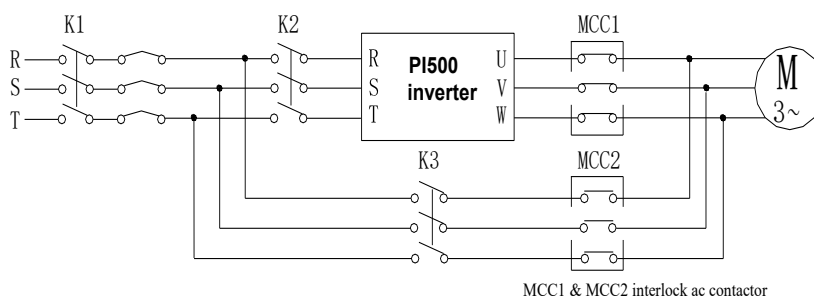 K1
K2
MCC1
R
R
U
S
S
PI500
V
inverter
T
T
W
M
3~
K3
MCC2
MCC1 & MCC2 interlock ac contactor